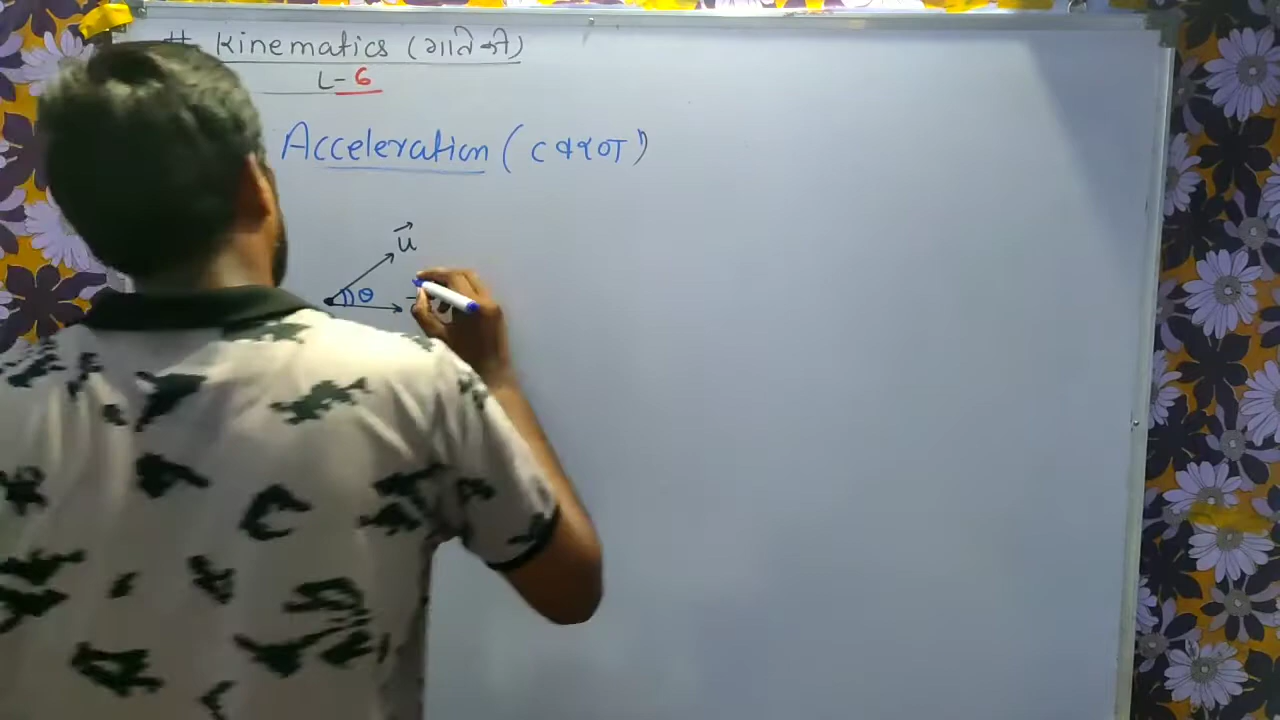 # Kinematics (गतिकी)
L-6
Acceleration (त्वरण)
u
θ